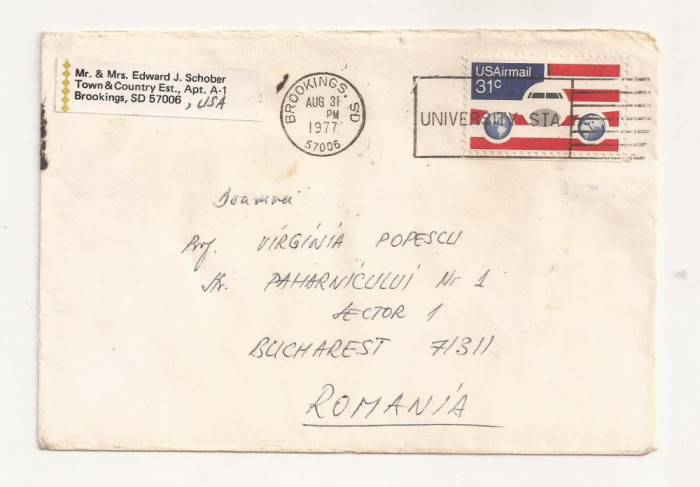 Mr. & Mrs. Edward J. Schober
Town & Country Est., Apt. A-1
Brookings, SD 57006, USA
BROOKINGS, SD
AUG 31
PM
1977
57006
USAirmail
31c
UNIVERSITY STA.
Doamnei
Prof. VIRGINIA POPESCU
Str. PAHARNICULUI Nr 1
SECTOR 1
BUCHAREST 71311
ROMANIA